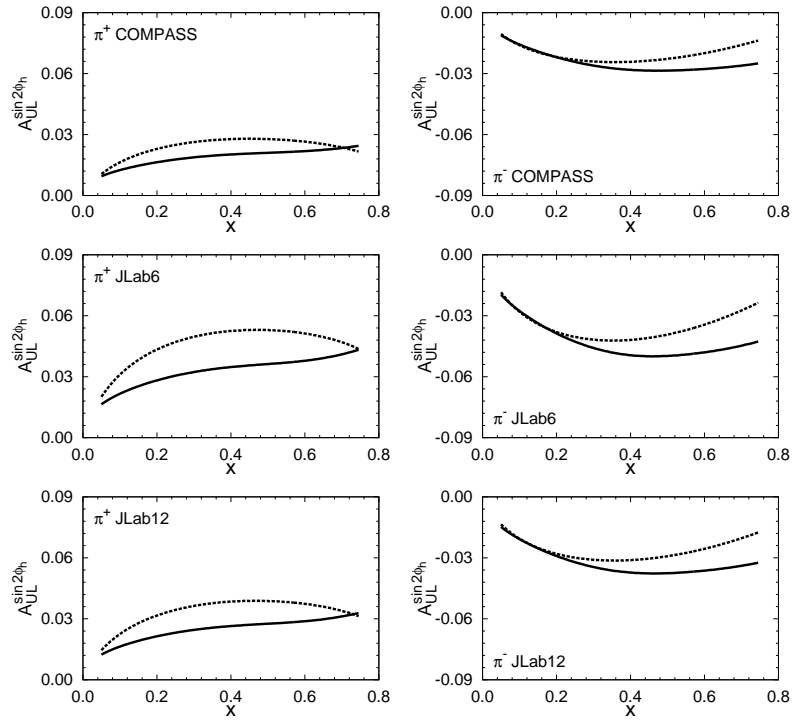 0.09
π+ COMPASS
0.06
0.03
0.00
A_UL^sin 2ϕh
0.0 0.2 0.4 0.6 0.8
x
0.00
-0.03
-0.06
π- COMPASS
-0.09
A_UL^sin 2ϕh
0.0 0.2 0.4 0.6 0.8
x
0.09
π+ JLab6
0.06
0.03
0.00
A_UL^sin 2ϕh
0.0 0.2 0.4 0.6 0.8
x
0.00
-0.03
-0.06
π- JLab6
-0.09
A_UL^sin 2ϕh
0.0 0.2 0.4 0.6 0.8
x
0.09
π+ JLab12
0.06
0.03
0.00
A_UL^sin 2ϕh
0.0 0.2 0.4 0.6 0.8
x
0.00
-0.03
-0.06
π- JLab12
-0.09
A_UL^sin 2ϕh
0.0 0.2 0.4 0.6 0.8
x